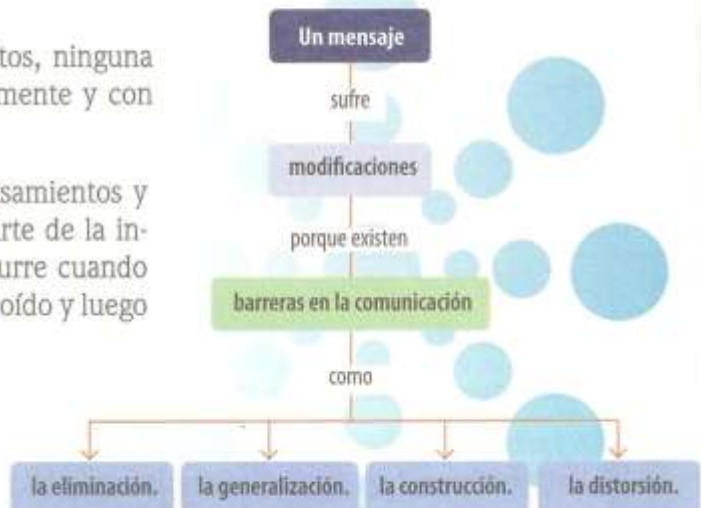 tos, ninguna
mente y con
samientos y
rte de la in-
urre cuando
oído y luego
Un mensaje
sufre
modificaciones
porque existen
barreras en la comunicación
como
la eliminación.
la generalización.
la construcción.
la distorsión.